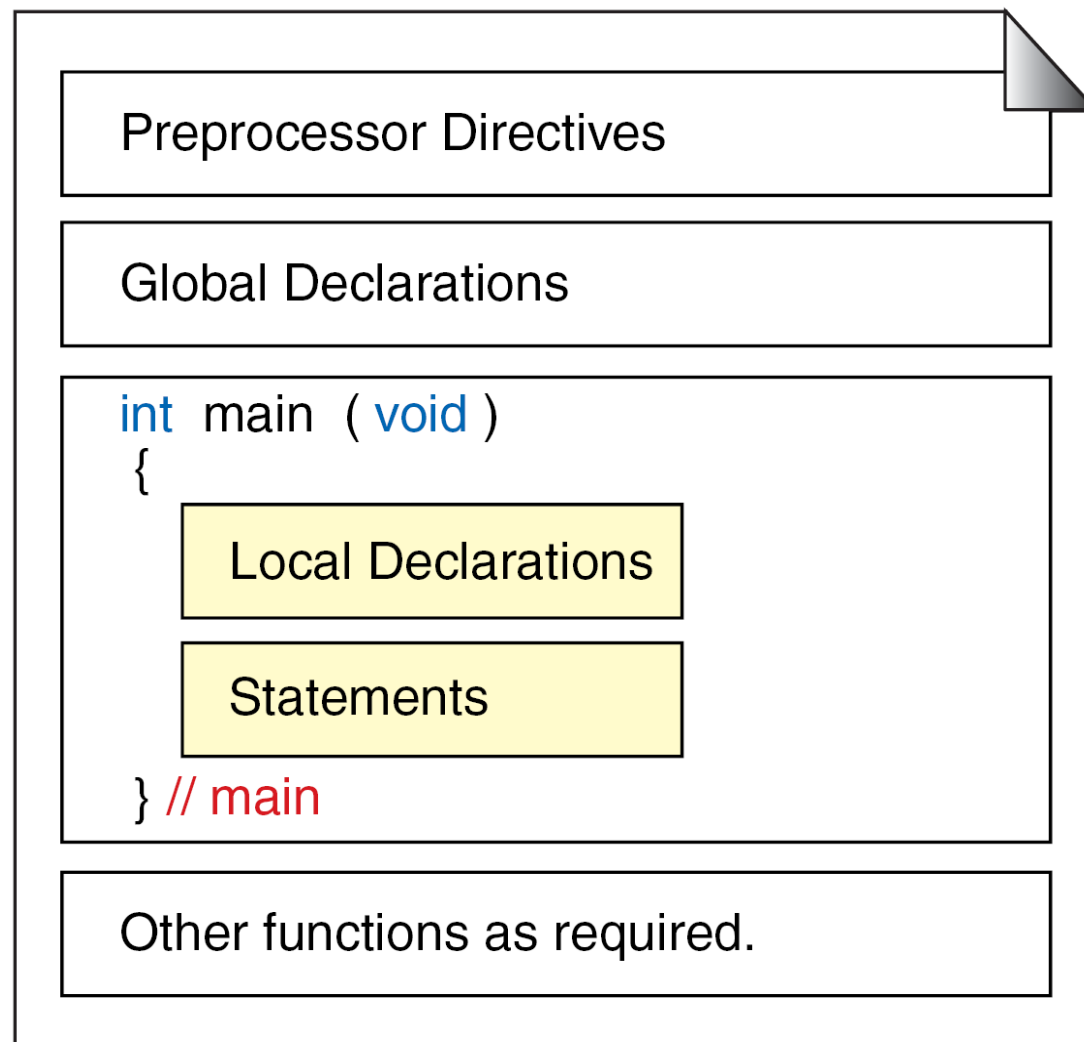 Preprocessor Directives
Global Declarations
int main ( void )
{
Local Declarations
Statements
} // main
Other functions as required.